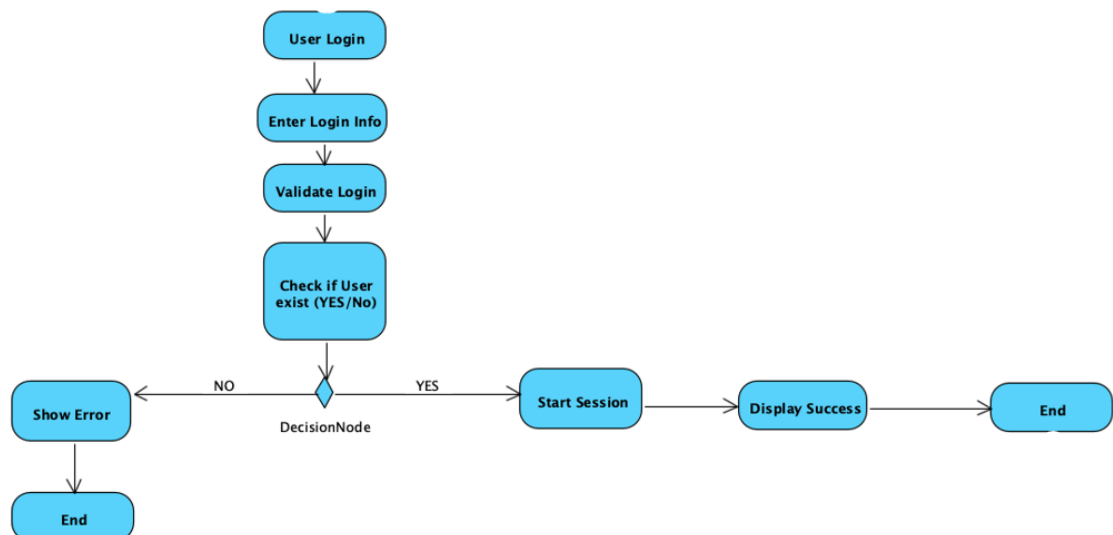 User Login
Enter Login Info
Validate Login
Check if User
exist (YES/No)
NO
YES
DecisionNode
Show Error
Start Session
Display Success
End
End